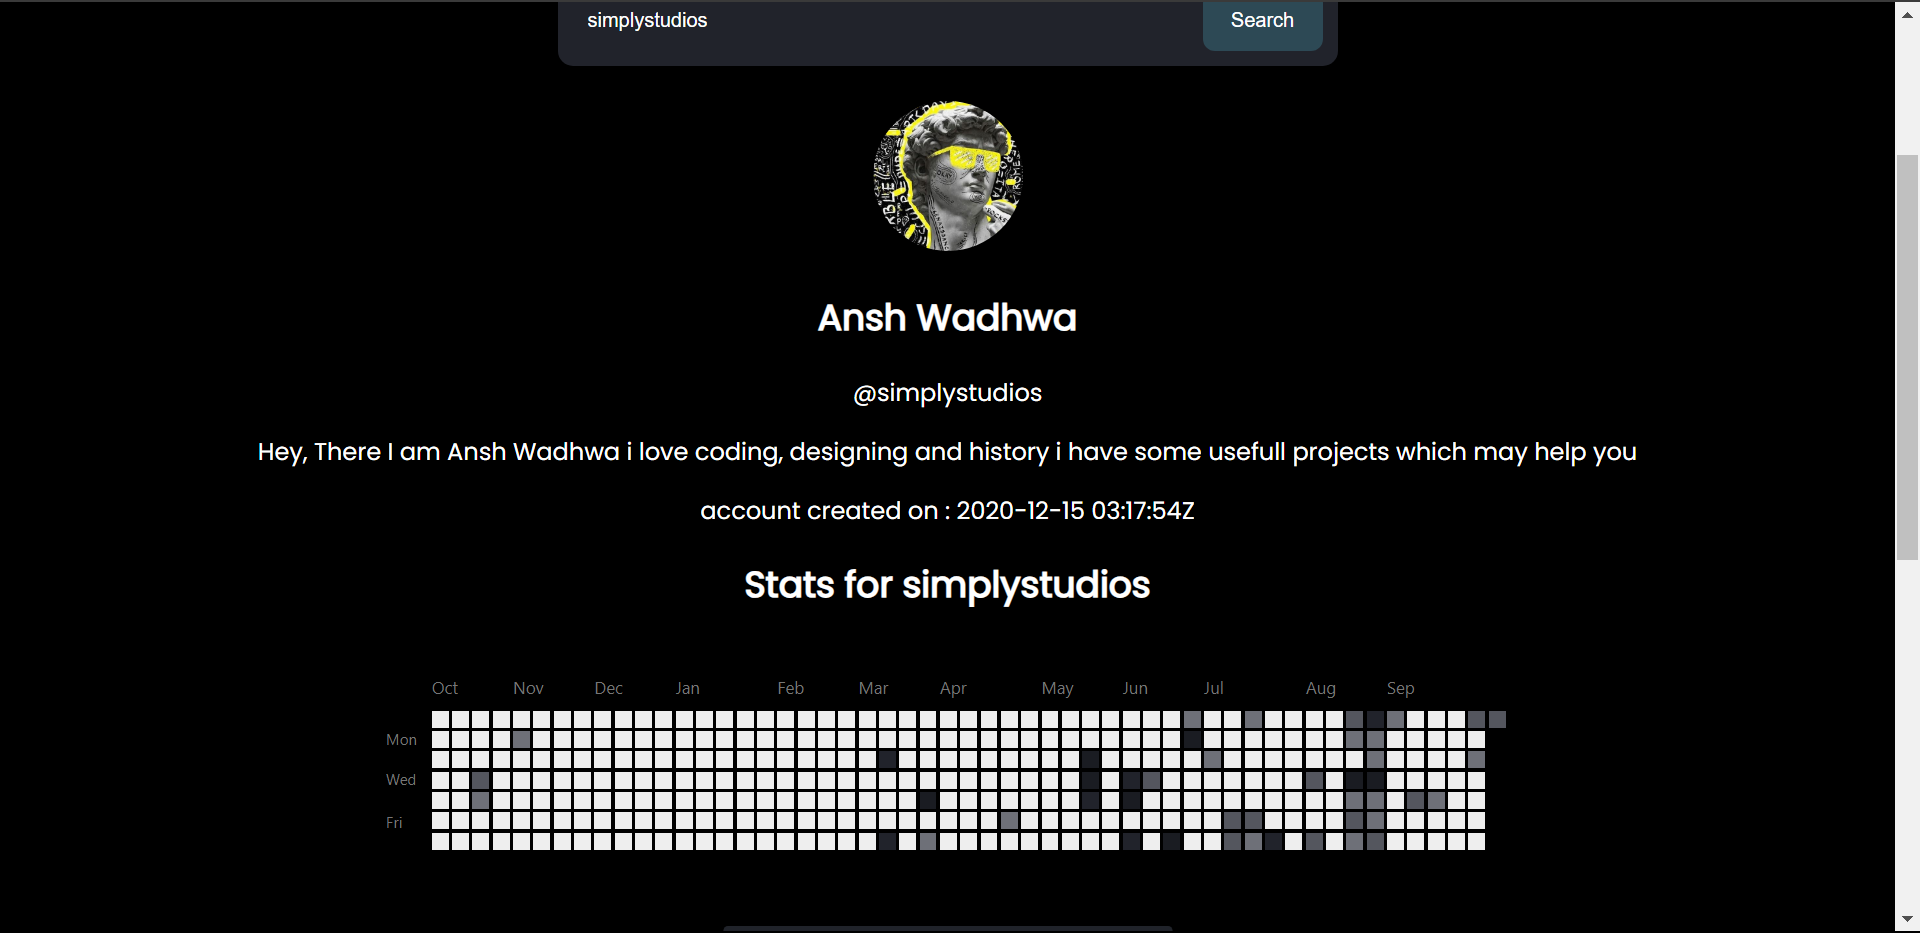 simplystudios
Search
Ansh Wadhwa
@simplystudios
Hey, There I am Ansh Wadhwa i love coding, designing and history i have some usefull projects which may help you
account created on : 2020-12-15 03:17:54Z
Stats for simplystudios
Oct Nov Dec Jan Feb Mar Apr May Jun Jul Aug Sep
Mon
Wed
Fri